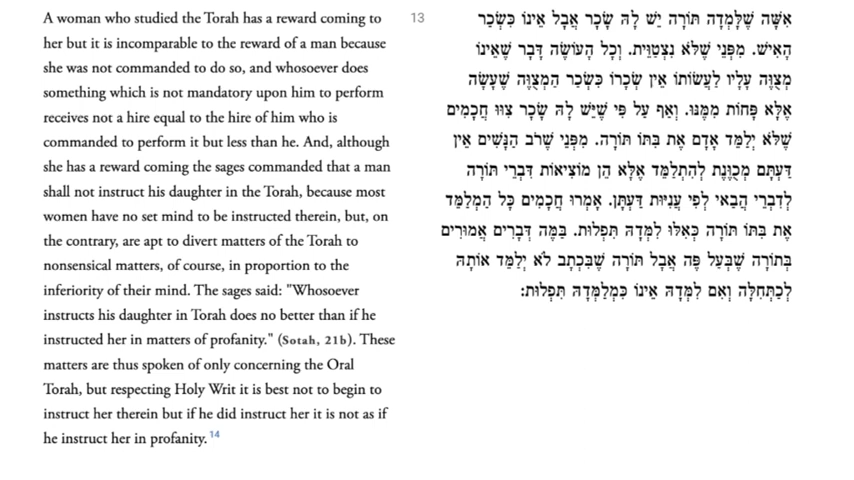 A woman who studied the Torah has a reward coming to
her but it is incomparable to the reward of a man because
she was not commanded to do so, and whosoever does
something which is not mandatory upon him to perform
receives not a hire equal to the hire of him who is
commanded to perform it but less than he. And, although
she has a reward coming the sages commanded that a man
shall not instruct his daughter in the Torah, because most
women have no set mind to be instructed therein, but, on
the contrary, are apt to divert matters of the Torah to
nonsensical matters, of course, in proportion to the
inferiority of their mind. The sages said: "Whosoever
instructs his daughter in Torah does no better than if he
instructed her in matters of profanity." (Sotah, 21b). These
matters are thus spoken of only concerning the Oral
Torah, but respecting Holy Writ it is best not to begin to
instruct her therein but if he did instruct her it is not as if
he instruct her in profanity. 14
13
אִשָּׁה שֶׁלָּמְדָה תּוֹרָה יֵשׁ לָהּ שָׂכָר אֲבָל אֵינוֹ כִּשְׂכַר
הָאִישׁ. מִפְּנֵי שֶׁלֹּא נִצְטַוֵּית. וְכָל הָעוֹשֶׂה דָּבָר שֶׁאֵינוֹ
מְצֻוֶּה עָלָיו לַעֲשׂוֹתוֹ אֵין שְׂכָרוֹ כִּשְׂכַר הַמְצֻוֶּה שֶׁעָשָׂה
אֶלָּא פָּחוֹת מִמֶּנּוּ. וְאַף עַל פִּי שֶׁיֵּשׁ לָהּ שָׂכָר צִוּוּ חֲכָמִים
שֶׁלֹּא יְלַמֵּד אָדָם אֶת בִּתּוֹ תּוֹרָה. מִפְּנֵי שֶׁרֹב הַנָּשִׁים אֵין
דַּעְתָּם מְכֻוֶּנֶת לְהִתְלַמֵּד אֶלָּא הֵן מוֹצִיאוֹת דִּבְרֵי תּוֹרָה
לְדִבְרֵי הֲבַאי לְפִי עֲנִיּוּת דַּעְתָּן. אָמְרוּ חֲכָמִים כָּל הַמְלַמֵּד
אֶת בִּתּוֹ תּוֹרָה כְּאִלּוּ לִמְּדָהּ תִּפְלוּת. בַּמֶּה דְּבָרִים אֲמוּרִים
בְּתוֹרָה שֶׁבְּעַל פֶּה אֲבָל תּוֹרָה שֶׁבִּכְתָב לֹא יְלַמֵּד אוֹתָהּ
לְכַתְּחִלָּה וְאִם לִמְּדָהּ אֵינוֹ כִּמְלַמְּדָהּ תִּפְלוּת: